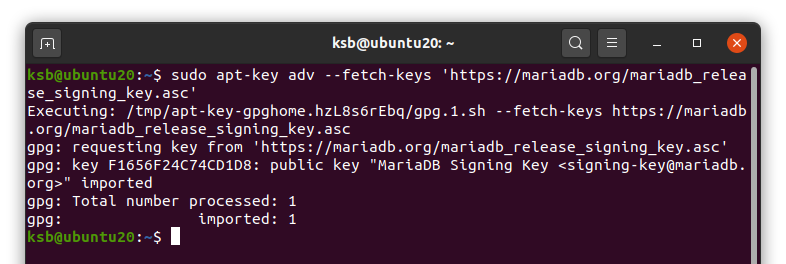 ksb@ubuntu20: ~
ksb@ubuntu20:~$ sudo apt-key adv --fetch-keys 'https://mariadb.org/mariadb_relea
se_signing_key.asc'
Executing: /tmp/apt-key-gpghome.hzL8s6rEbq/gpg.1.sh --fetch-keys https://mariadb
.org/mariadb_release_signing_key.asc
gpg: requesting key from 'https://mariadb.org/mariadb_release_signing_key.asc'
gpg: key F1656F24C74CD1D8: public key "MariaDB Signing Key <signing-key@mariadb.
org>" imported
gpg: Total number processed: 1
gpg:               imported: 1
ksb@ubuntu20:~$